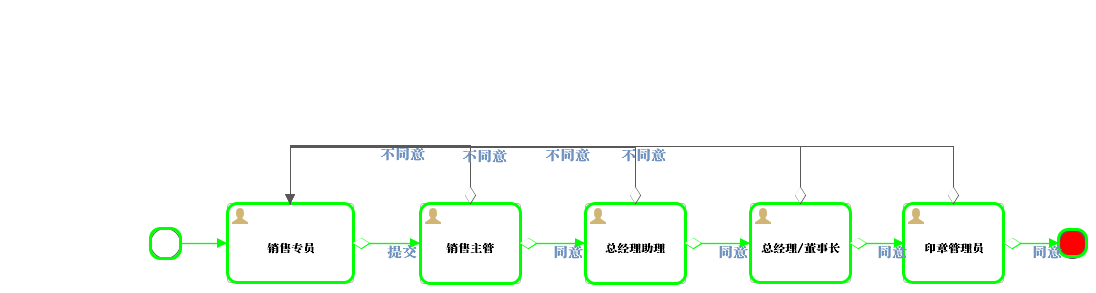 不同意
不同意
不同意
不同意
销售专员
提交
销售主管
同意
总经理助理
同意
总经理/董事长
同意
印章管理员
同意